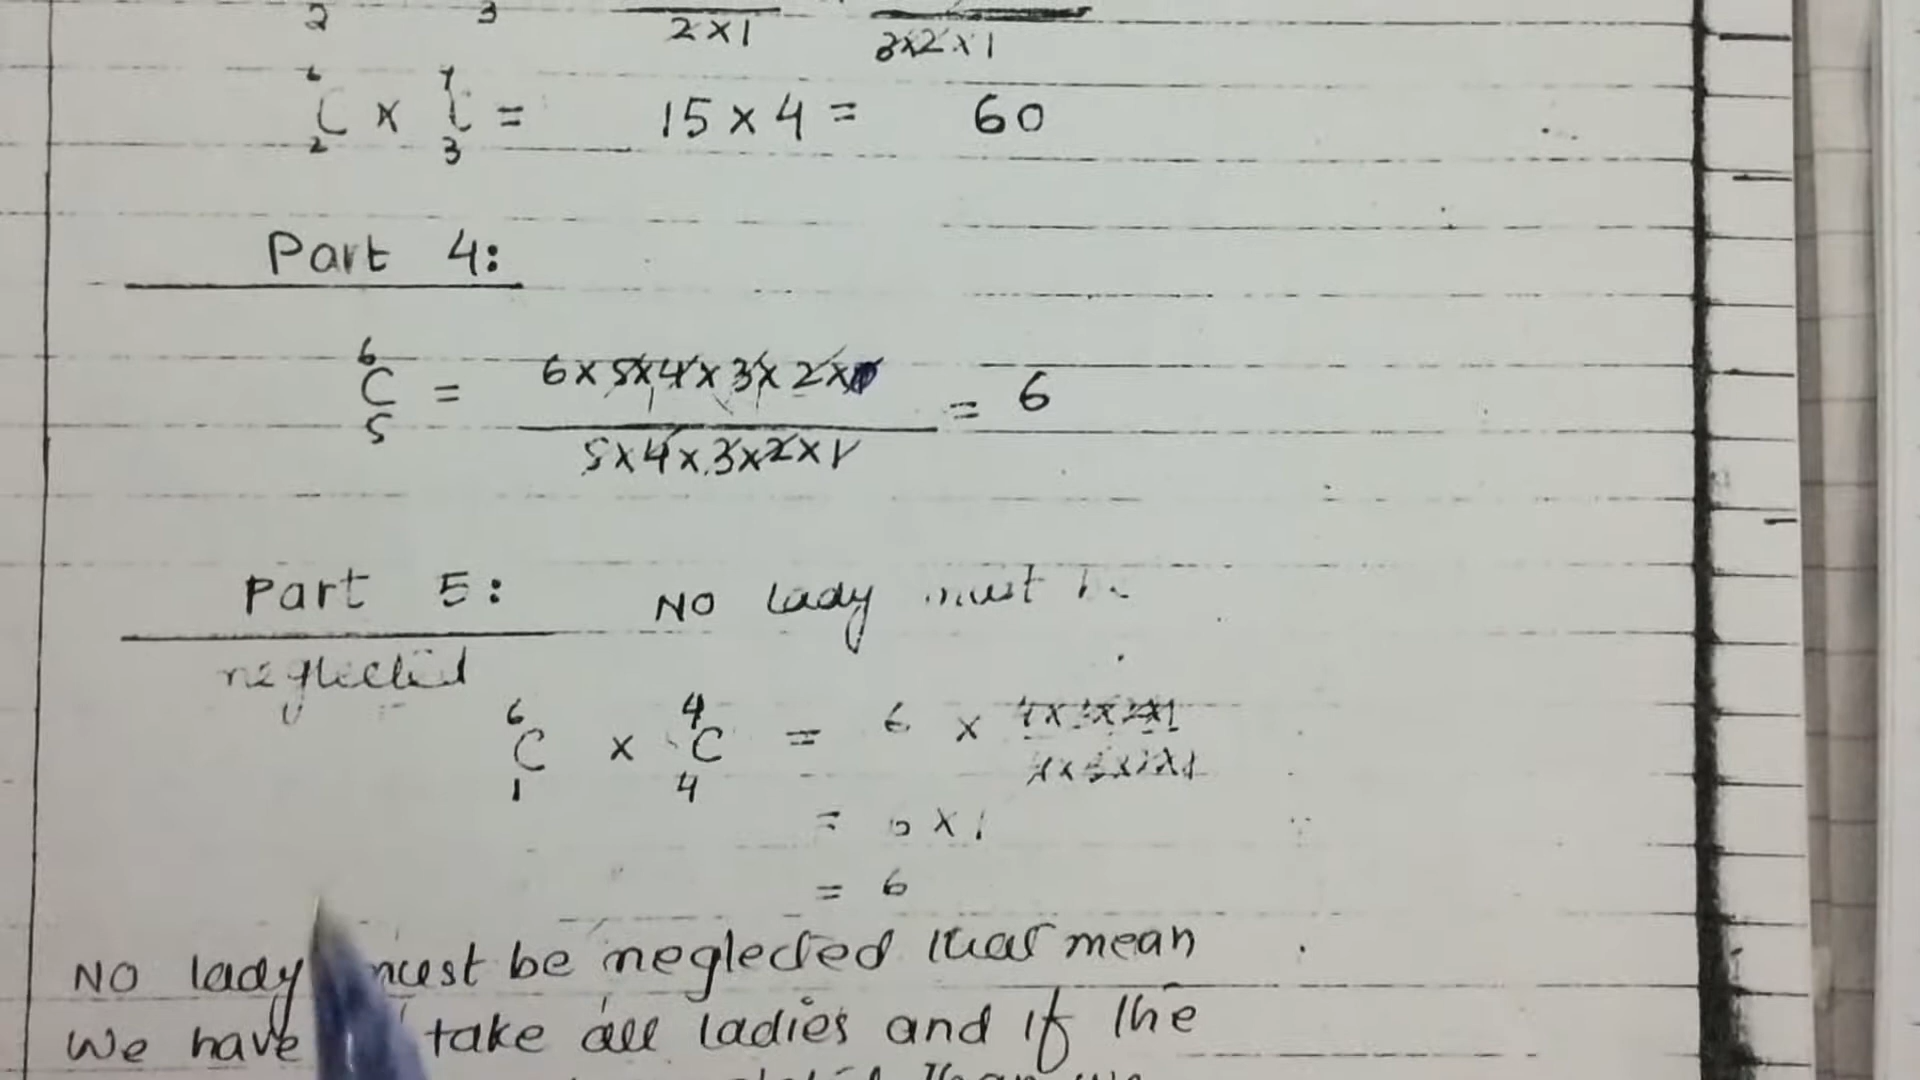 2 3 2×1 3×2×1
6C2 × 4C3 = 15 × 4 = 60
Part 4:
6C5 = 6×5×4×3×2×1 / 5×4×3×2×1 = 6
Part 5: NO lady must be
neglected
6C1 × 4C4 = 6 × 4×3×2×1 / 4×3×2×1
= 6 × 1
= 6
NO lady must be neglected that mean
We have take all ladies and if the